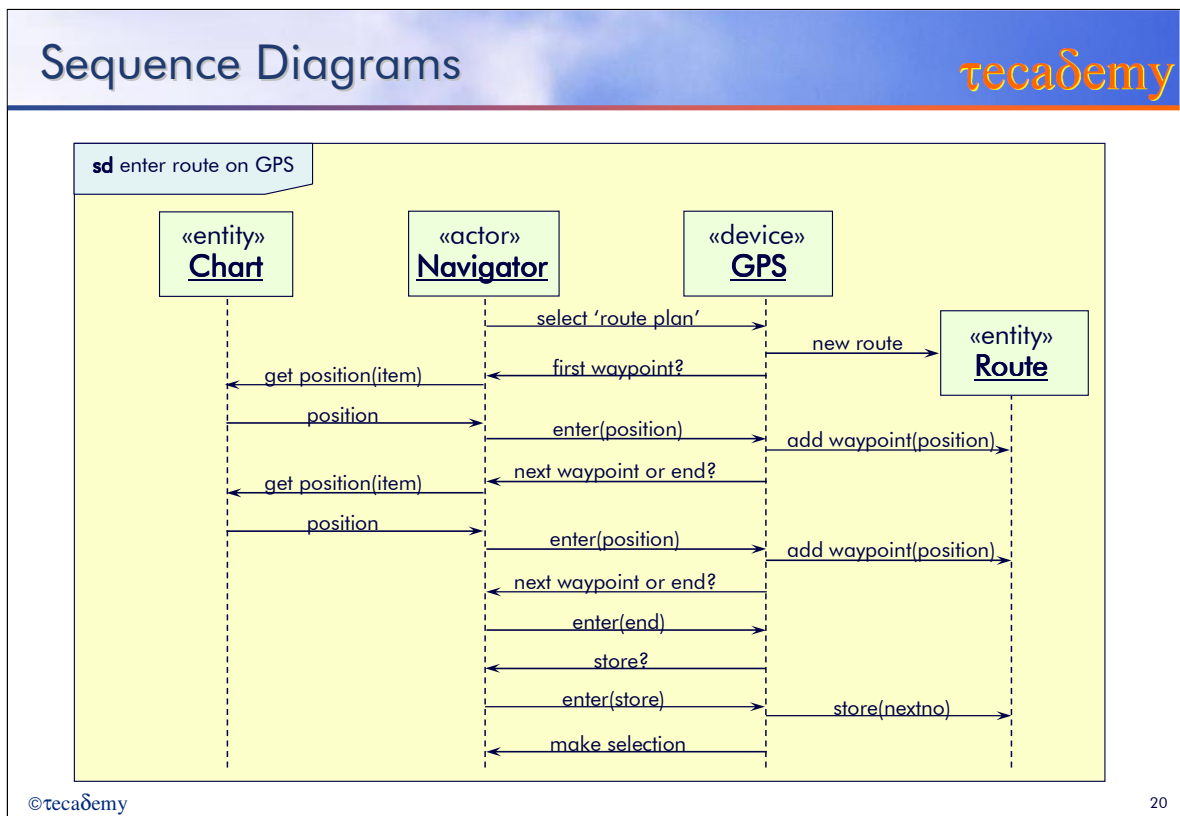 Sequence Diagrams
τecaδemy
sd enter route on GPS
«entity»
Chart
«actor»
Navigator
«device»
GPS
select ‘route plan’
new route
«entity»
Route
first waypoint?
get position(item)
position
enter(position)
add waypoint(position)
next waypoint or end?
get position(item)
position
enter(position)
add waypoint(position)
next waypoint or end?
enter(end)
store?
enter(store)
store(nextno)
make selection
©τecaδemy
20